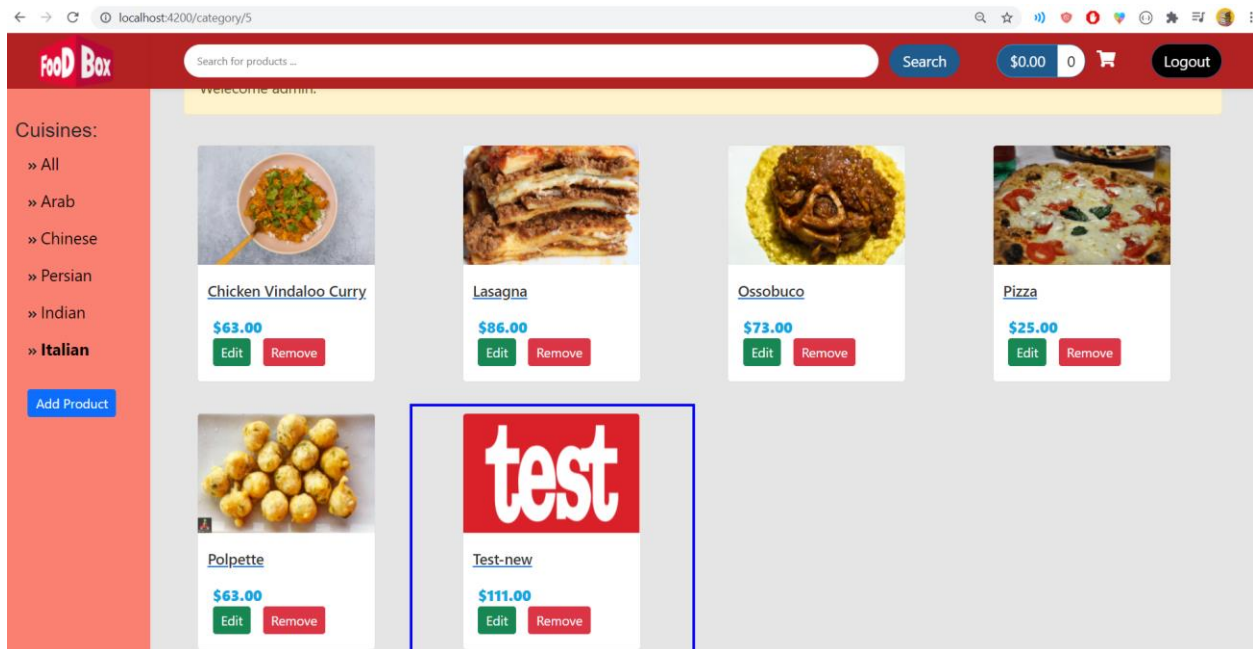 localhost:4200/category/5
FooD Box
Search for products ...
Search
$0.00 0
Logout
Welecome admin.
Cuisines:
» All
» Arab
» Chinese
» Persian
» Indian
» Italian
Add Product
Chicken Vindaloo Curry
$63.00
Edit Remove
Lasagna
$86.00
Edit Remove
Ossobuco
$73.00
Edit Remove
Pizza
$25.00
Edit Remove
Polpette
$63.00
Edit Remove
test
Test-new
$111.00
Edit Remove